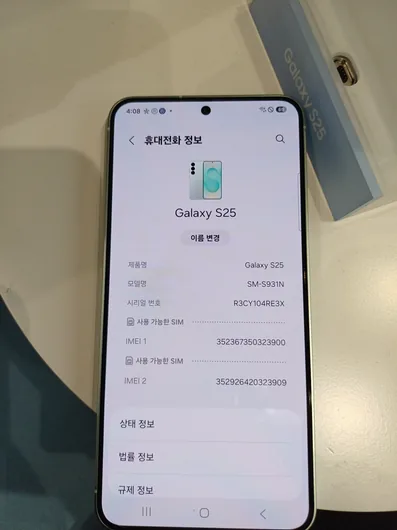 Galaxy S25
4:08
휴대전화 정보
Galaxy S25
이름 변경
제품명 Galaxy S25
모델명 SM-S931N
시리얼 번호 R3CY104RE3X
사용 가능한 SIM
IMEI 1 352367350323900
사용 가능한 SIM
IMEI 2 352926420323909
상태 정보
법률 정보
규제 정보